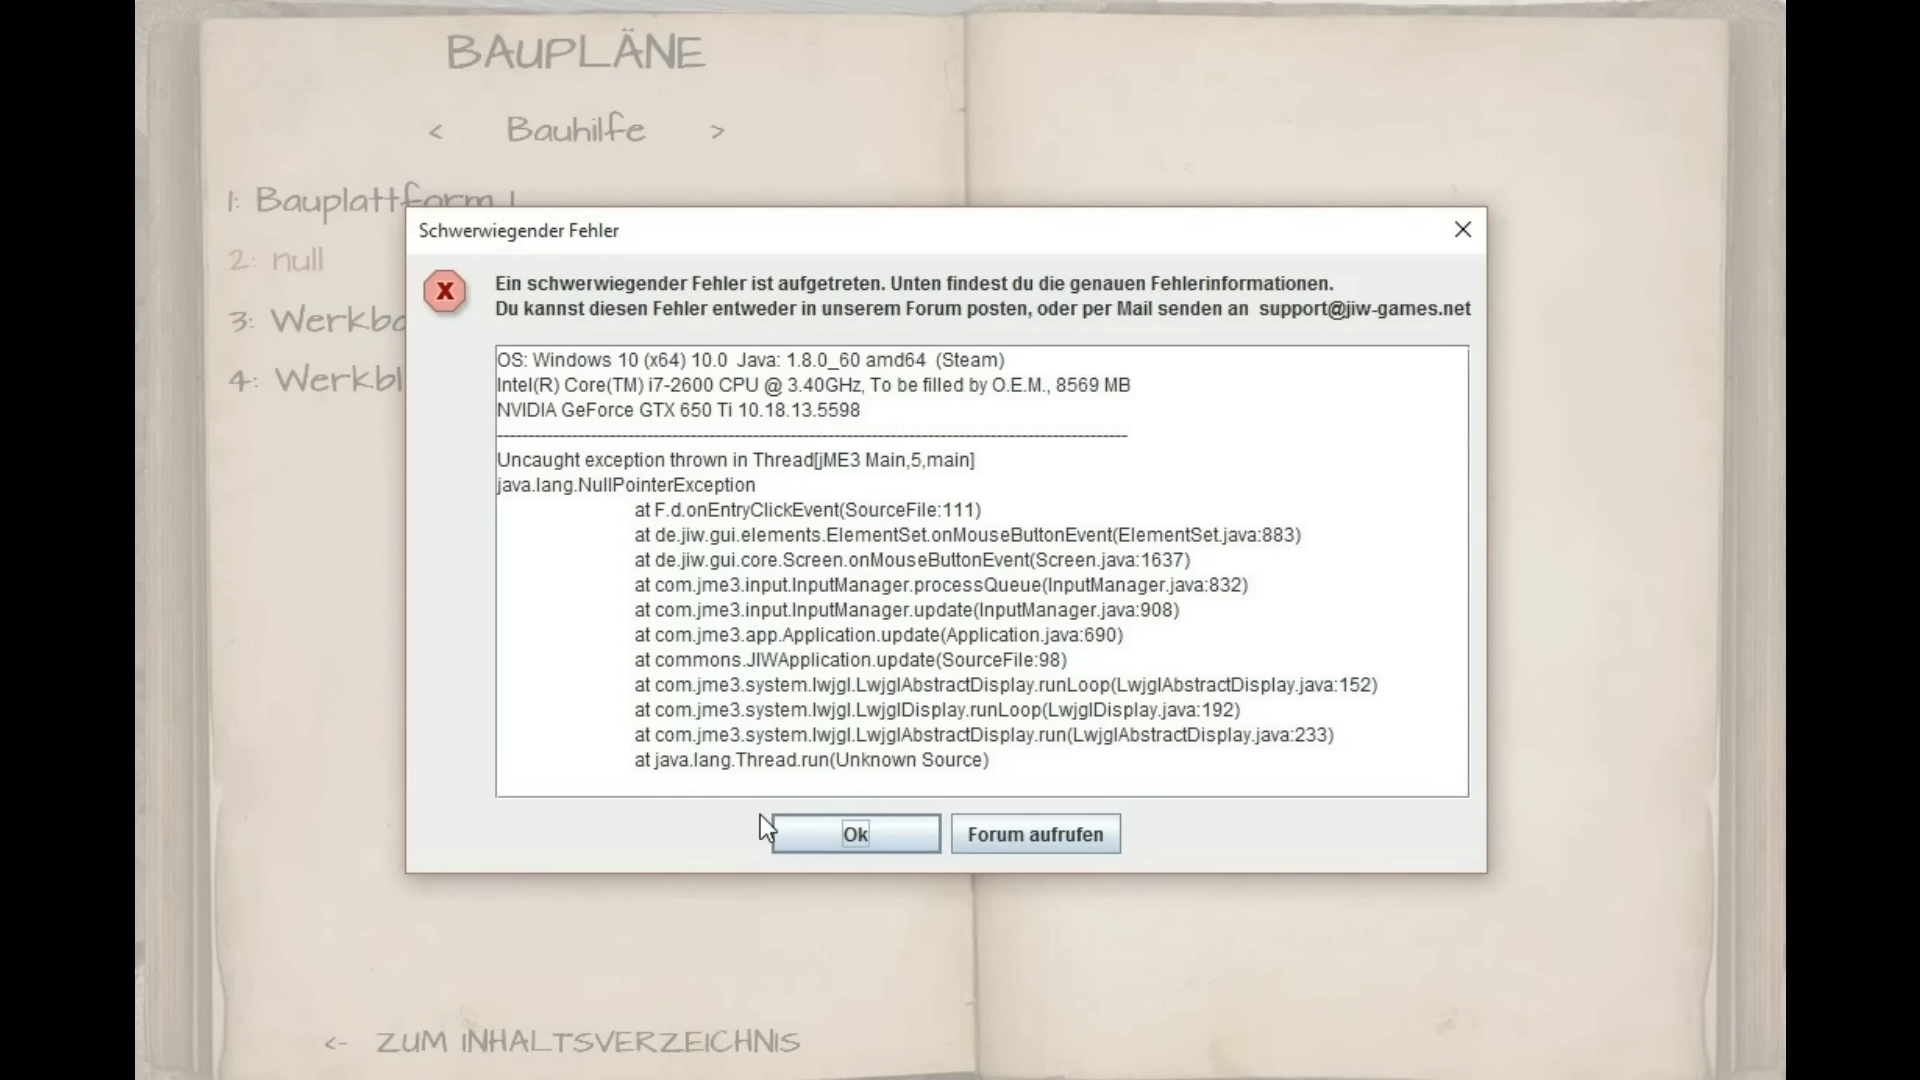 BAUPLÄNE
< Bauhilfe >
1: Bauplattform 1
2: null
3:
4:
Schwerwiegender Fehler
Ein schwerwiegender Fehler ist aufgetreten. Unten findest du die genauen Fehlerinformationen.
Du kannst diesen Fehler entweder in unserem Forum posten, oder per Mail senden an support@jiw-games.net
OS: Windows 10 (x64) 10.0 Java: 1.8.0_60 amd64 (Steam)
Intel(R) Core(TM) i7-2600 CPU @ 3.40GHz, To be filled by O.E.M., 8569 MB
NVIDIA GeForce GTX 650 Ti 10.18.13.5598
Uncaught exception thrown in Thread[jME3 Main,5,main]
java.lang.NullPointerException
at F.d.onEntryClickEvent(SourceFile:111)
at de.jiw.gui.elements.ElementSet.onMouseButtonEvent(ElementSet.java:883)
at de.jiw.gui.core.Screen.onMouseButtonEvent(Screen.java:1637)
at com.jme3.input.InputManager.processQueue(InputManager.java:832)
at com.jme3.input.InputManager.update(InputManager.java:908)
at com.jme3.app.Application.update(Application.java:690)
at commons.JIWApplication.update(SourceFile:98)
at com.jme3.system.lwjgl.LwjglAbstractDisplay.runLoop(LwjglAbstractDisplay.java:152)
at com.jme3.system.lwjgl.LwjglDisplay.runLoop(LwjglDisplay.java:192)
at com.jme3.system.lwjgl.LwjglAbstractDisplay.run(LwjglAbstractDisplay.java:233)
at java.lang.Thread.run(Unknown Source)
Ok
Forum aufrufen
<- ZUM INHALTSVERZEICHNIS